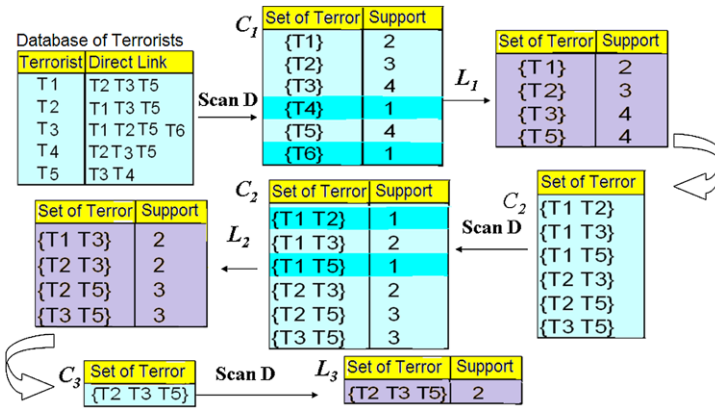 Database of Terrorists
Terrorist Direct Link
T1 T2 T3 T5
T2 T1 T3 T5
T3 T1 T2 T5 T6
T4 T2 T3 T5
T5 T3 T4
Scan D
C1
Set of Terror Support
{T1} 2
{T2} 3
{T3} 4
{T4} 1
{T5} 4
{T6} 1
L1
Set of Terror Support
{T1} 2
{T2} 3
{T3} 4
{T5} 4
C2
Set of Terror
{T1 T2}
{T1 T3}
{T1 T5}
{T2 T3}
{T2 T5}
{T3 T5}
Scan D
C2
Set of Terror Support
{T1 T2} 1
{T1 T3} 2
{T1 T5} 1
{T2 T3} 2
{T2 T5} 3
{T3 T5} 3
L2
Set of Terror Support
{T1 T3} 2
{T2 T3} 2
{T2 T5} 3
{T3 T5} 3
C3
Set of Terror
{T2 T3 T5}
Scan D
L3
Set of Terror Support
{T2 T3 T5} 2